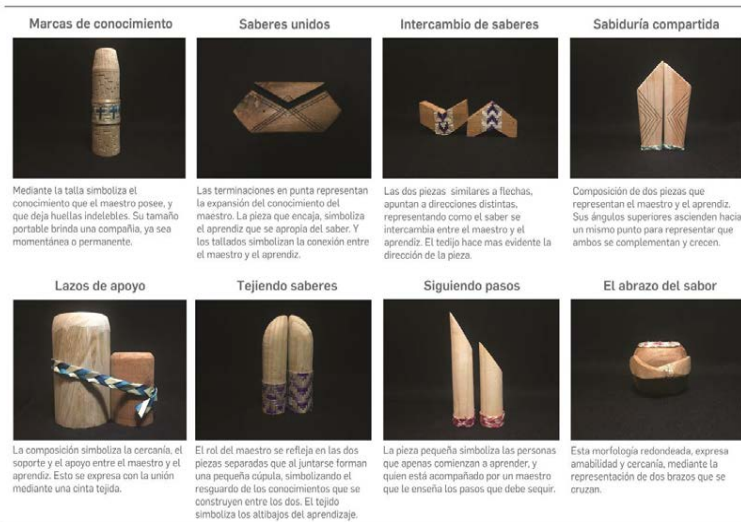 Marcas de conocimiento
Mediante la talla simboliza el
conocimiento que el maestro posee, y
que deja huellas indelebles. Su tamaño
portable brinda una compañia, ya sea
momentánea o permanente.
Saberes unidos
Las terminaciones en punta representan
la expansión del conocimiento del
maestro. La pieza que encaja, simboliza
el aprendiz que se apropia del saber. Y
los tallados simbolizan la conexión entre
el maestro y el aprendiz.
Intercambio de saberes
Las dos piezas similares a flechas,
apuntan a direcciones distintas,
representando como el saber se
intercambia entre el maestro y el
aprendiz. El tedijo hace mas evidente la
dirección de la pieza.
Sabiduría compartida
Composición de dos piezas que
representan el maestro y el aprendiz.
Sus ángulos superiores ascienden hacia
un mismo punto para representar que
ambos se complementan y crecen.
Lazos de apoyo
La composición simboliza la cercanía, el
soporte y el apoyo entre el maestro y el
aprendiz. Esto se expresa con la unión
mediante una cinta tejida.
Tejiendo saberes
El rol del maestro se refleja en las dos
piezas separadas que al juntarse forman
una pequeña cúpula, simbolizando el
resguardo de los conocimientos que se
construyen entre los dos. El tejido
simboliza los altibajos del aprendizaje.
Siguiendo pasos
La pieza pequeña simboliza las personas
que apenas comienzan a aprender, y
quien está acompañado por un maestro
que le enseña los pasos que debe seguir.
El abrazo del sabor
Esta morfología redondeada, expresa
amabilidad y cercanía, mediante la
representación de dos brazos que se
cruzan.